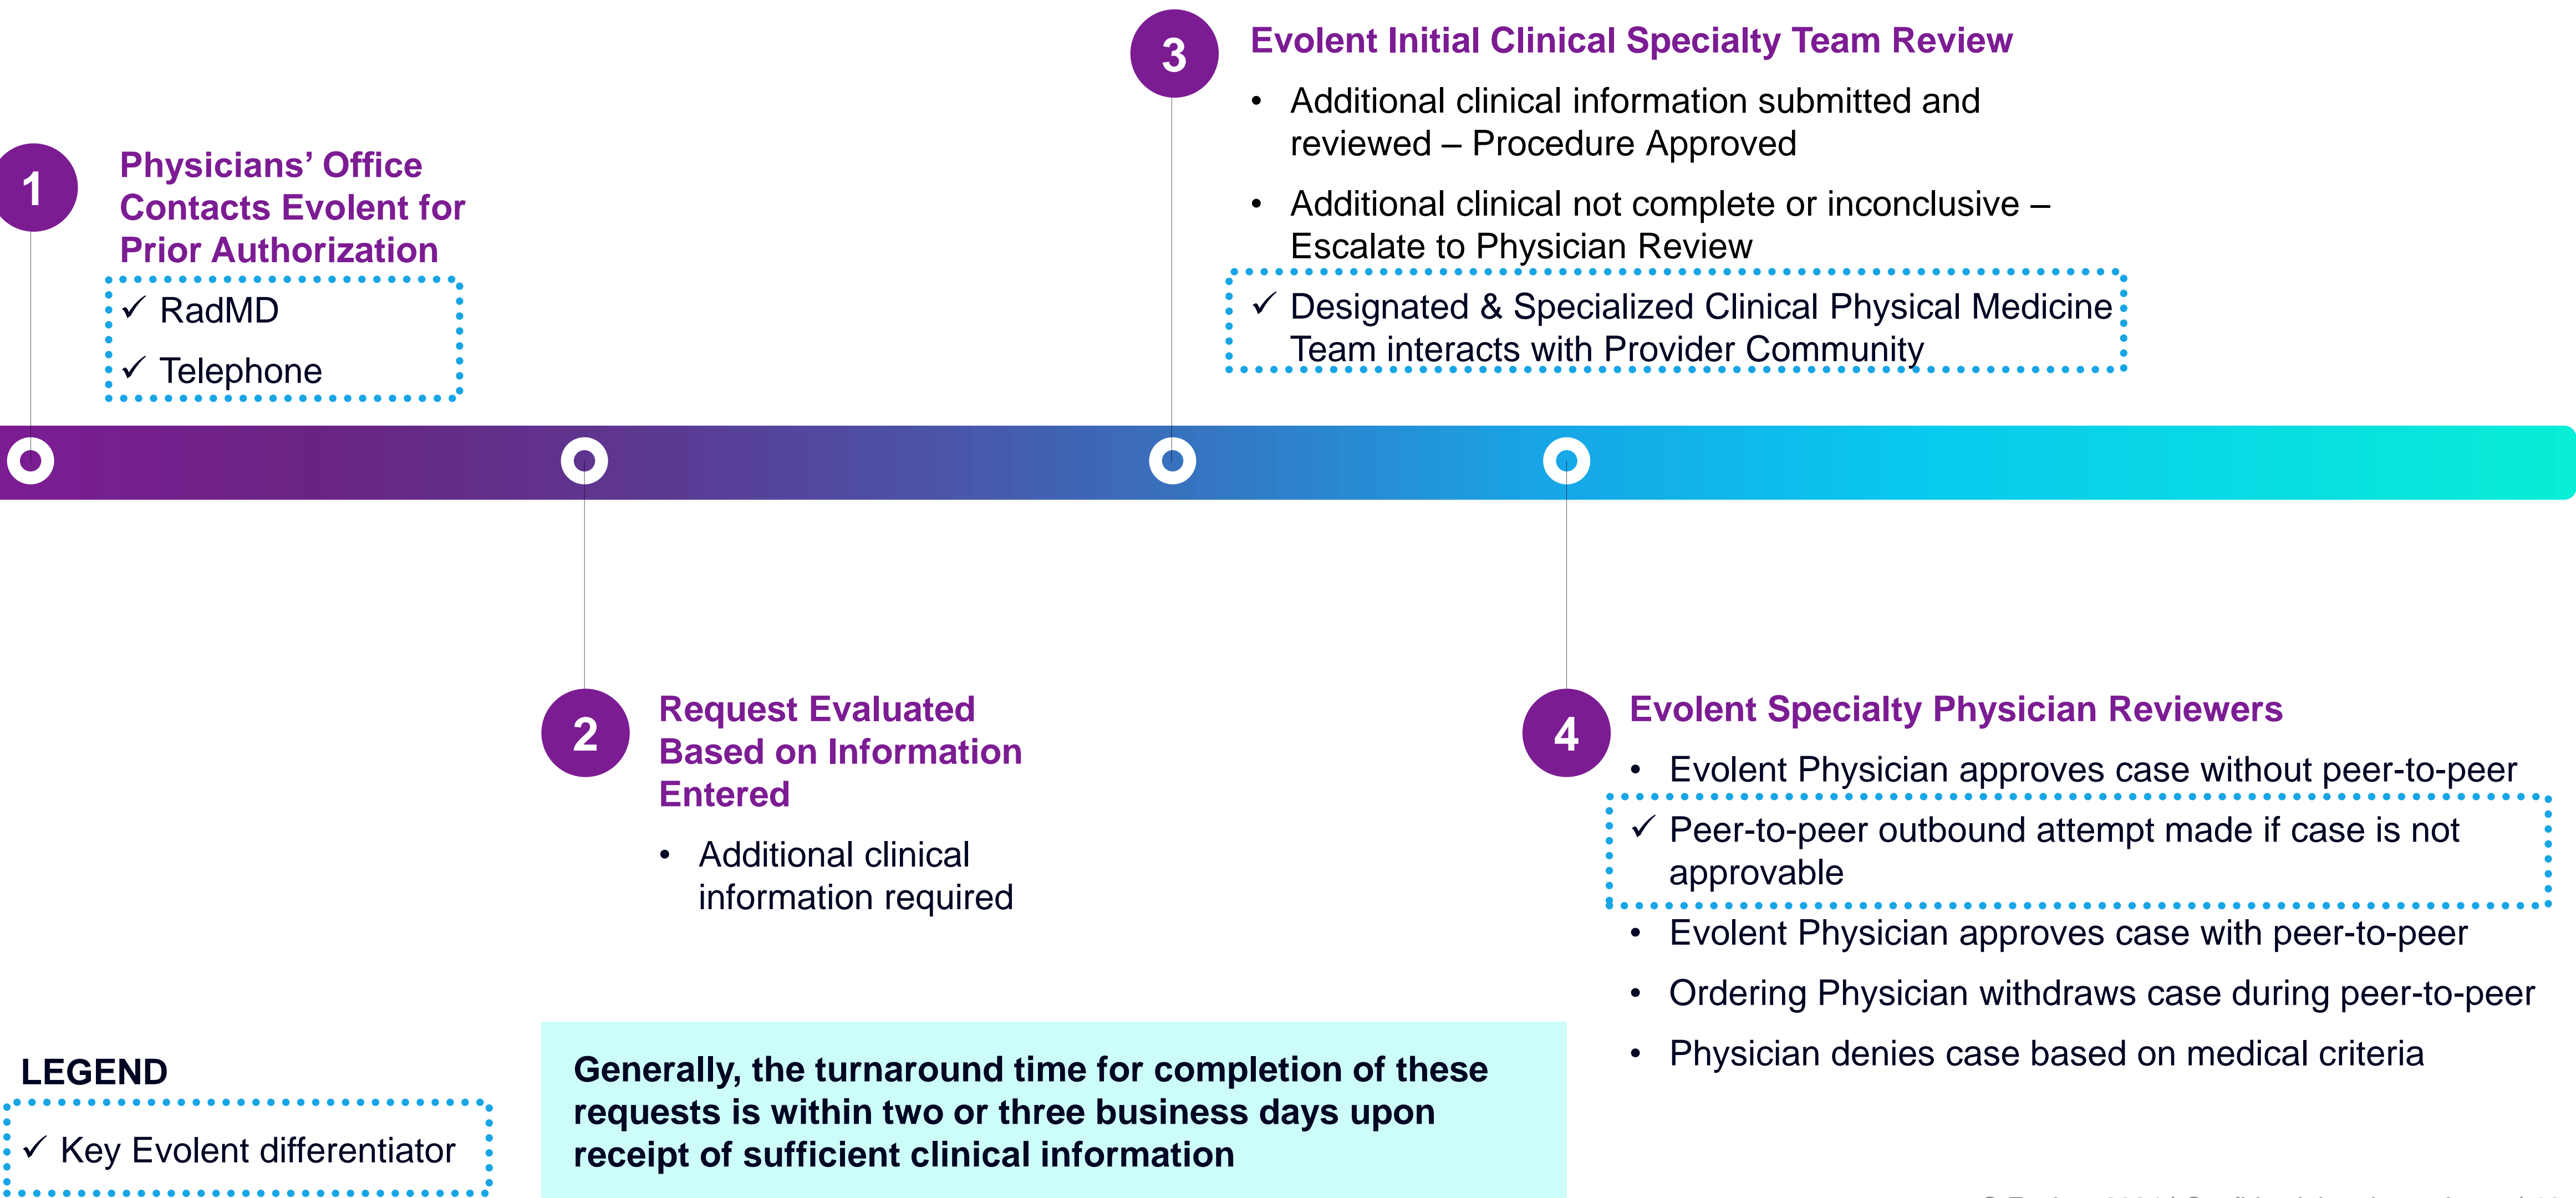 1
Physicians’ Office
Contacts Evolent for
Prior Authorization
✓ RadMD
✓ Telephone
3
Evolent Initial Clinical Specialty Team Review
• Additional clinical information submitted and
reviewed – Procedure Approved
• Additional clinical not complete or inconclusive –
Escalate to Physician Review
✓ Designated & Specialized Clinical Physical Medicine
Team interacts with Provider Community
2
Request Evaluated
Based on Information
Entered
• Additional clinical
information required
4
Evolent Specialty Physician Reviewers
• Evolent Physician approves case without peer-to-peer
✓ Peer-to-peer outbound attempt made if case is not
approvable
• Evolent Physician approves case with peer-to-peer
• Ordering Physician withdraws case during peer-to-peer
• Physician denies case based on medical criteria
LEGEND
✓ Key Evolent differentiator
Generally, the turnaround time for completion of these
requests is within two or three business days upon
receipt of sufficient clinical information